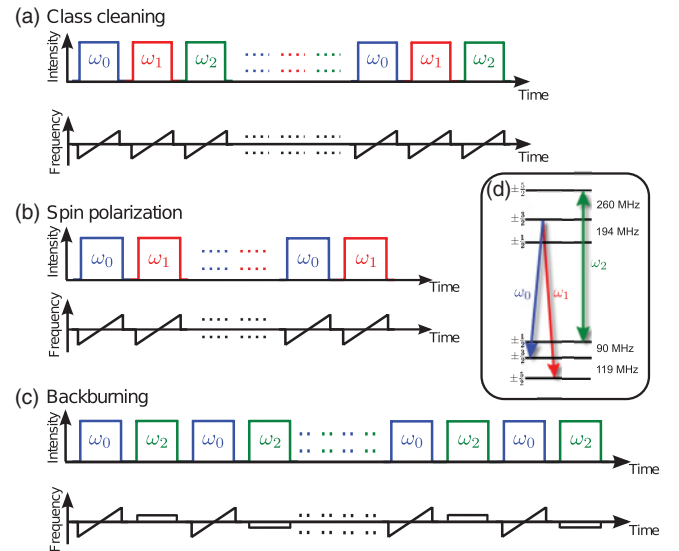 (a) Class cleaning
Intensity
ω0 ω1 ω2 ω0 ω1 ω2
Time
Frequency
Time
(b) Spin polarization
Intensity
ω0 ω1 ω0 ω1
Time
Frequency
Time
(c) Backburning
Intensity
ω0 ω2 ω0 ω2 ω0 ω2 ω0 ω2
Time
Frequency
Time
(d)
±5/2
260 MHz
±3/2
194 MHz
±1/2
ω2
ω0 ω1
±1/2
90 MHz
±3/2
119 MHz
±5/2